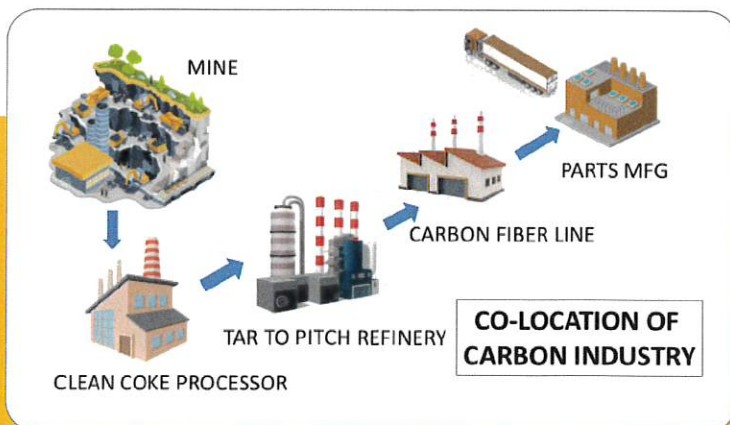 MINE
PARTS MFG
CARBON FIBER LINE
TAR TO PITCH REFINERY
CLEAN COKE PROCESSOR
CO-LOCATION OF
CARBON INDUSTRY